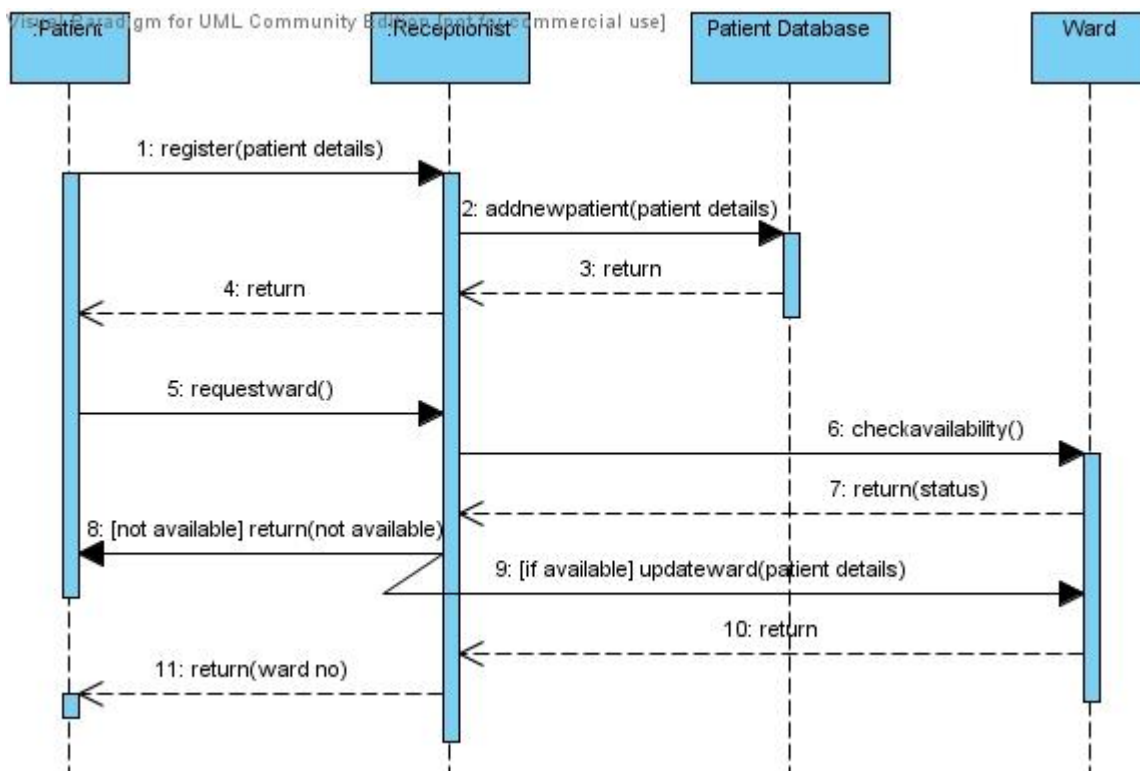 Visual Paradigm for UML Community Edition [not for commercial use]
:Patient
:Receptionist
Patient Database
Ward
1: register(patient details)
2: addnewpatient(patient details)
3: return
4: return
5: requestward()
6: checkavailability()
7: return(status)
8: [not available] return(not available)
9: [if available] updateward(patient details)
10: return
11: return(ward no)